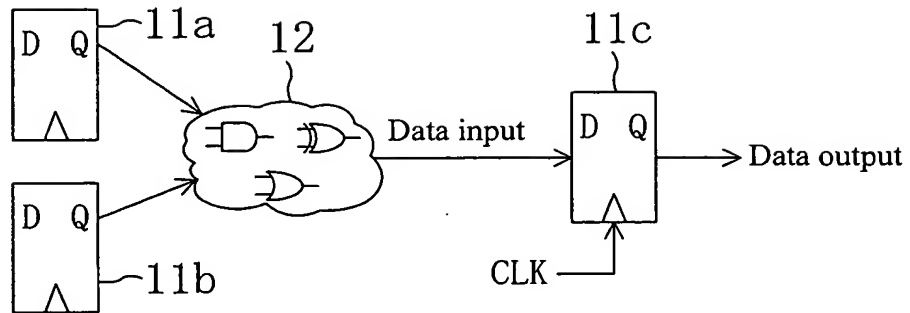 D Q
11a
12
11c
D Q
Data input
Data output
D Q
11b
CLK